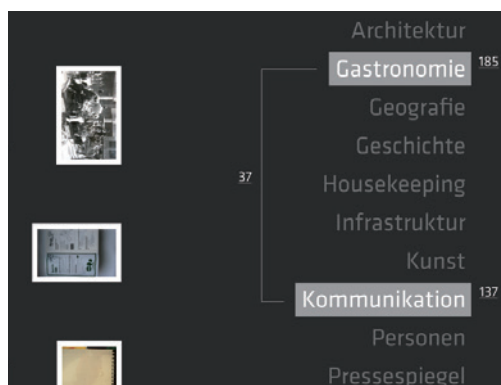 Architektur
Gastronomie 185
Geografie
Geschichte
37
Housekeeping
Infrastruktur
Kunst
Kommunikation 137
Personen
Pressespiegel